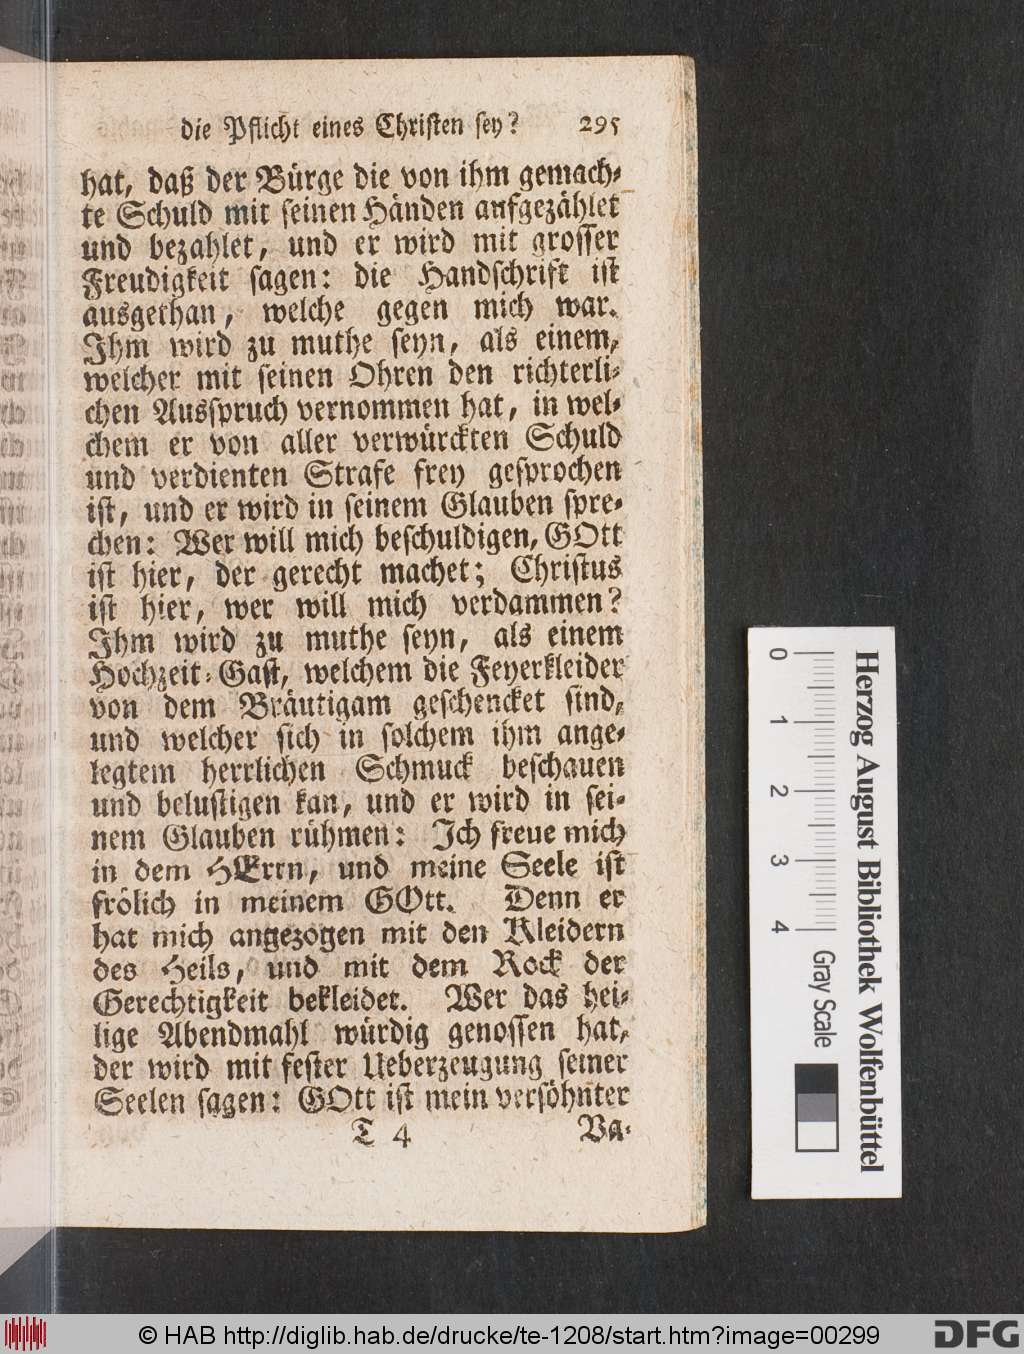 die Pflicht eines Christen sey? 295
hat, daß der Bürge die von ihm gemach-
te Schuld mit seinen Händen aufgezählet
und bezahlet, und er wird mit grosser
Freudigkeit sagen: die Handschrift ist
ausgethan, welche gegen mich war.
Ihm wird zu muthe seyn, als einem,
welcher mit seinen Ohren den richterli-
chen Ausspruch vernommen hat, in wel-
chem er von aller verwürckten Schuld
und verdienten Strafe frey gesprochen
ist, und er wird in seinem Glauben spre-
chen: Wer will mich beschuldigen, GOtt
ist hier, der gerecht machet; Christus
ist hier, wer will mich verdammen?
Ihm wird zu muthe seyn, als einem
Hochzeit-Gast, welchem die Feyerkleider
von dem Bräutigam geschencket sind,
und welcher sich in solchem ihm ange-
legtem herrlichen Schmuck beschauen
und belustigen kan, und er wird in sei-
nem Glauben rühmen: Ich freue mich
in dem HErrn, und meine Seele ist
frölich in meinem GOtt. Denn er
hat mich angezogen mit den Kleidern
des Heils, und mit dem Rock der
Gerechtigkeit bekleidet. Wer das hei-
lige Abendmahl würdig genossen hat,
der wird mit fester Ueberzeugung seiner
Seelen sagen: GOtt ist mein versöhnter
T 4 Va-
Herzog August Bibliothek Wolfenbüttel
0 1 2 3 4 Gray Scale
© HAB http://diglib.hab.de/drucke/te-1208/start.htm?image=00299
DFG